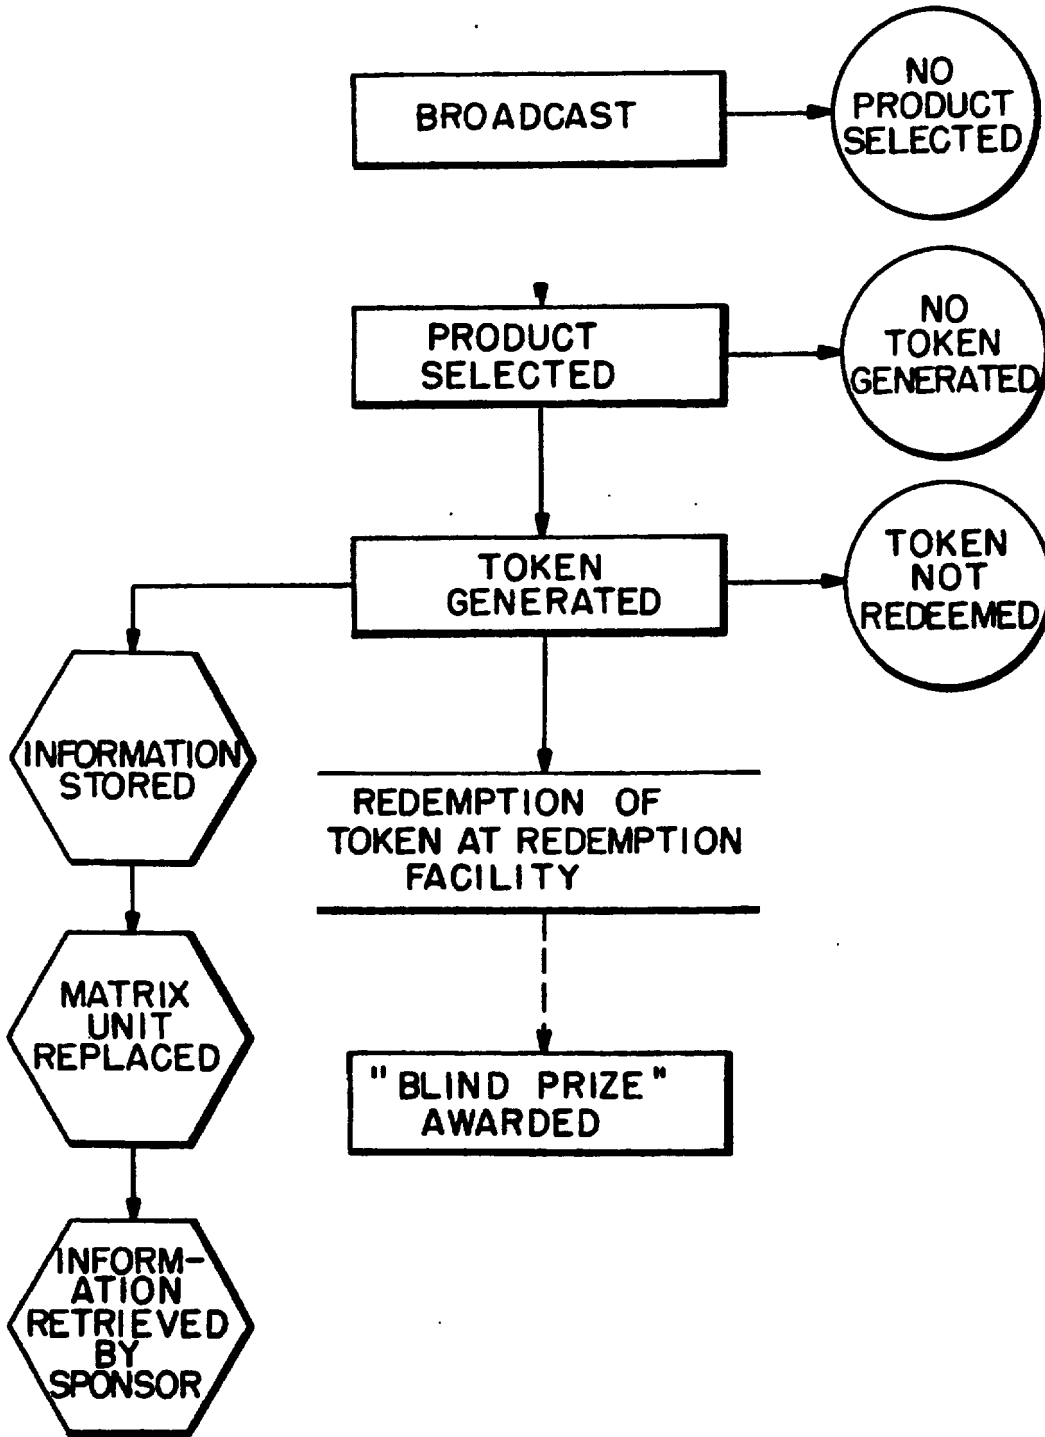 BROADCAST
NO
PRODUCT
SELECTED
PRODUCT
SELECTED
NO
TOKEN
GENERATED
TOKEN
GENERATED
TOKEN
NOT
REDEEMED
INFORMATION
STORED
REDEMPTION OF
TOKEN AT REDEMPTION
FACILITY
MATRIX
UNIT
REPLACED
"BLIND PRIZE"
AWARDED
INFORM-
ATION
RETRIEVED
BY
SPONSOR